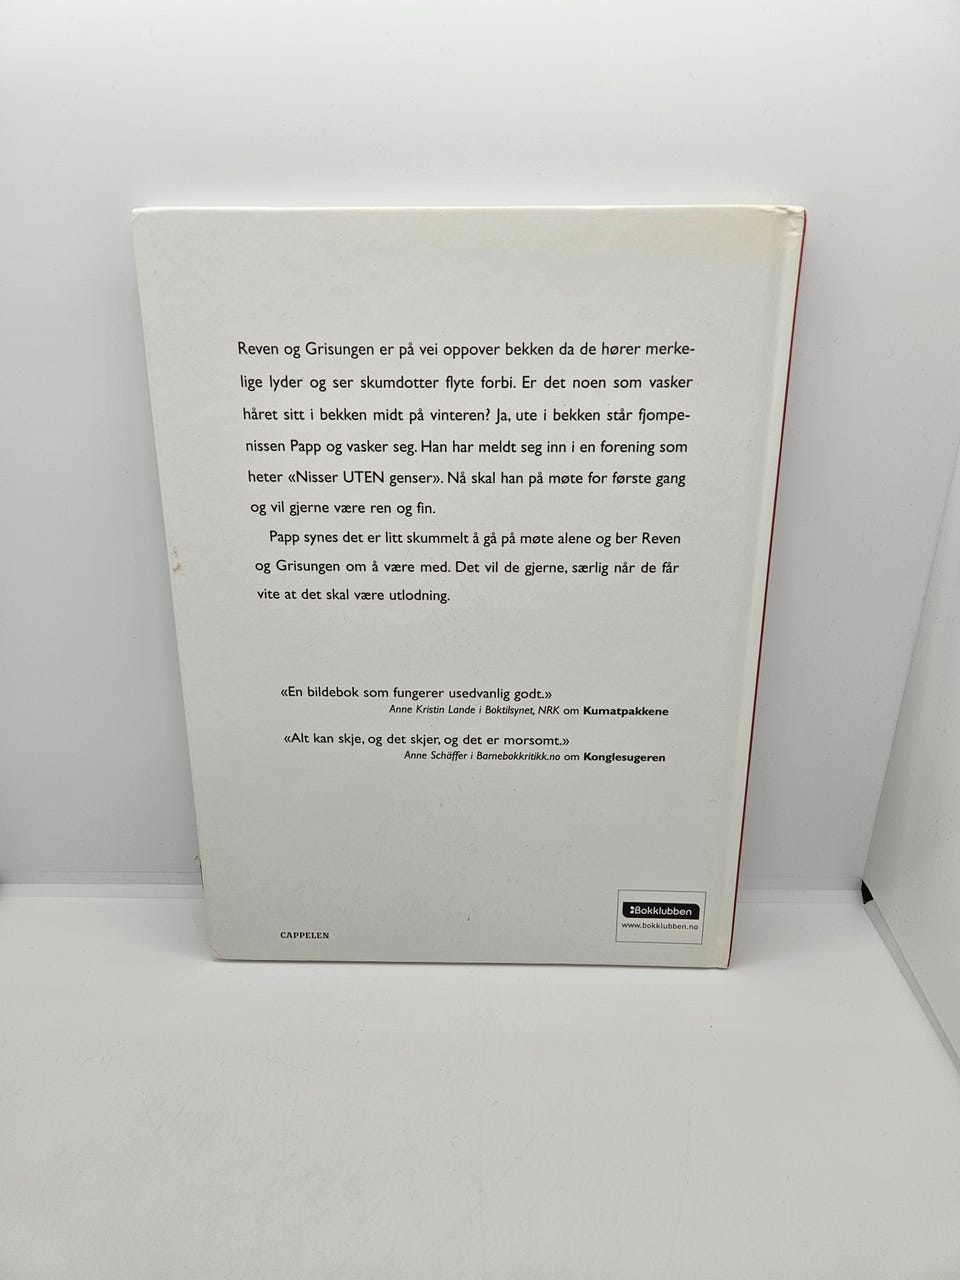 Reven og Grisungen er på vei oppover bekken da de hører merke-
lige lyder og ser skumdotter flyte forbi. Er det noen som vasker
håret sitt i bekken midt på vinteren? Ja, ute i bekken står fjompe-
nissen Papp og vasker seg. Han har meldt seg inn i en forening som
heter «Nisser UTEN genser». Nå skal han på møte for første gang
og vil gjerne være ren og fin.
Papp synes det er litt skummelt å gå på møte alene og ber Reven
og Grisungen om å være med. Det vil de gjerne, særlig når de får
vite at det skal være utlodning.
«En bildebok som fungerer usedvanlig godt.»
Anne Kristin Lande i Boktilsynet, NRK om Kumatpakkene
«Alt kan skje, og det skjer, og det er morsomt.»
Anne Schäffer i Barnebokkritikk.no om Konglesugeren
Bokklubben
www.bokklubben.no
CAPPELEN